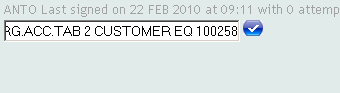 ANTO Last signed on 22 FEB 2010 at 09:11 with 0 attemp
RG.ACC.TAB 2 CUSTOMER EQ 100258